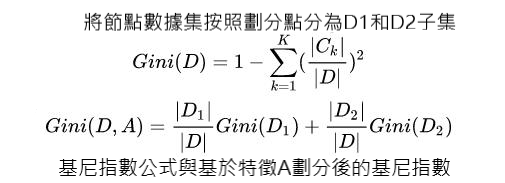 將節點數據集按照劃分點分為D1和D2子集
Gini(D) = 1 − ∑_{k=1}^{K} (|C_k| / |D|)^2
Gini(D, A) = |D_1| / |D| Gini(D_1) + |D_2| / |D| Gini(D_2)
基尼指數公式與基於特徵A劃分後的基尼指數